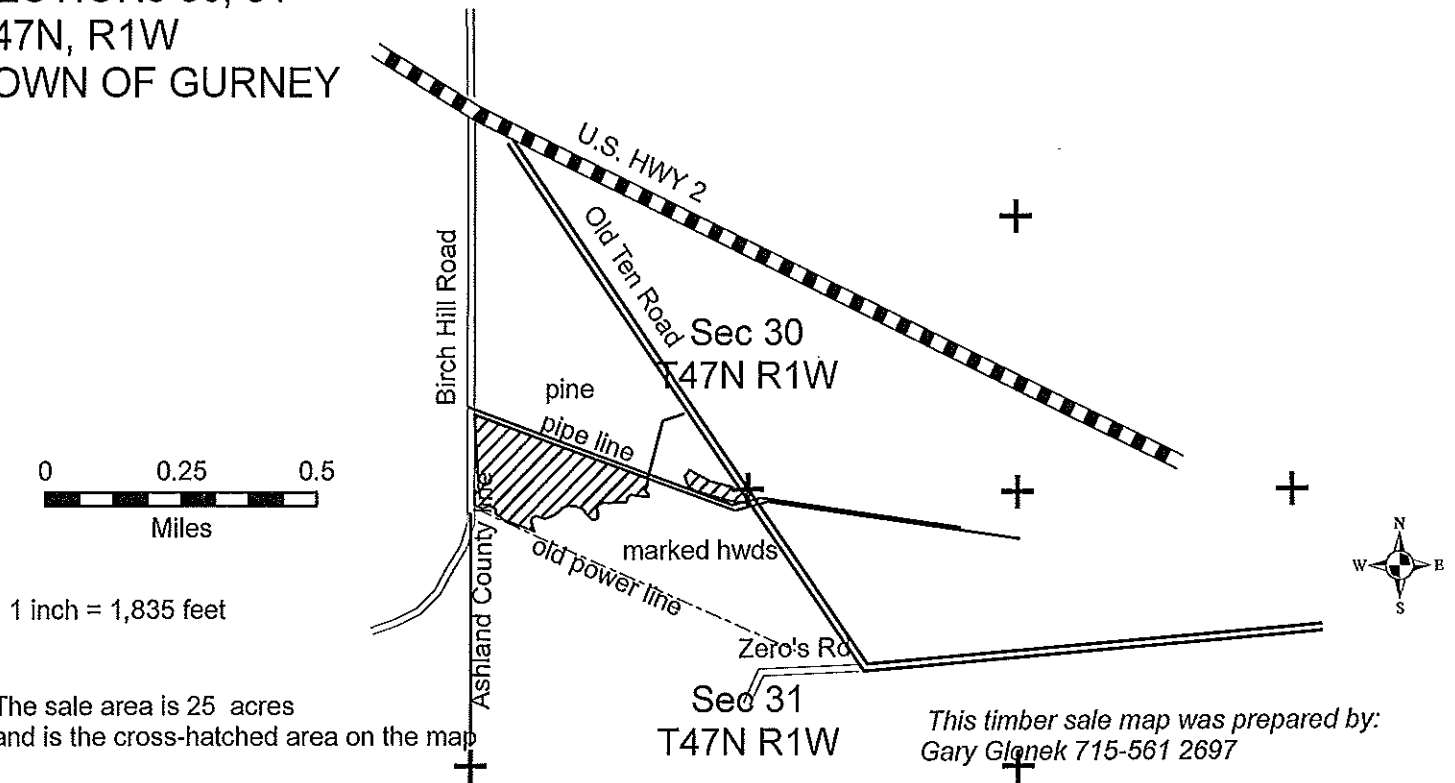 47N, R1W
OWN OF GURNEY
U.S. HWY 2
Old Ten Road
Birch Hill Road
Sec 30
T47N R1W
pine
pipe line
0 0.25 0.5
Miles
marked hwds
old power line
Ashland County line
1 inch = 1,835 feet
Zero's Rd
Sec 31
T47N R1W
N
W E
S
The sale area is 25 acres
and is the cross-hatched area on the map
This timber sale map was prepared by:
Gary Glonek 715-561 2697